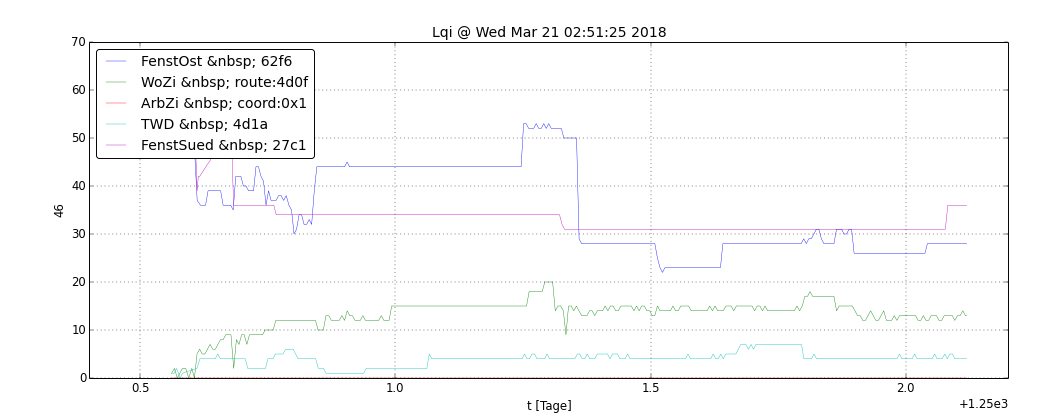 Lqi @ Wed Mar 21 02:51:25 2018
70
60
50
40
30
20
10
0
46
FenstOst &nbsp; 62f6
WoZi &nbsp; route:4d0f
ArbZi &nbsp; coord:0x1
TWD &nbsp; 4d1a
FenstSued &nbsp; 27c1
0.5
1.0
1.5
2.0
t [Tage]
+1.25e3